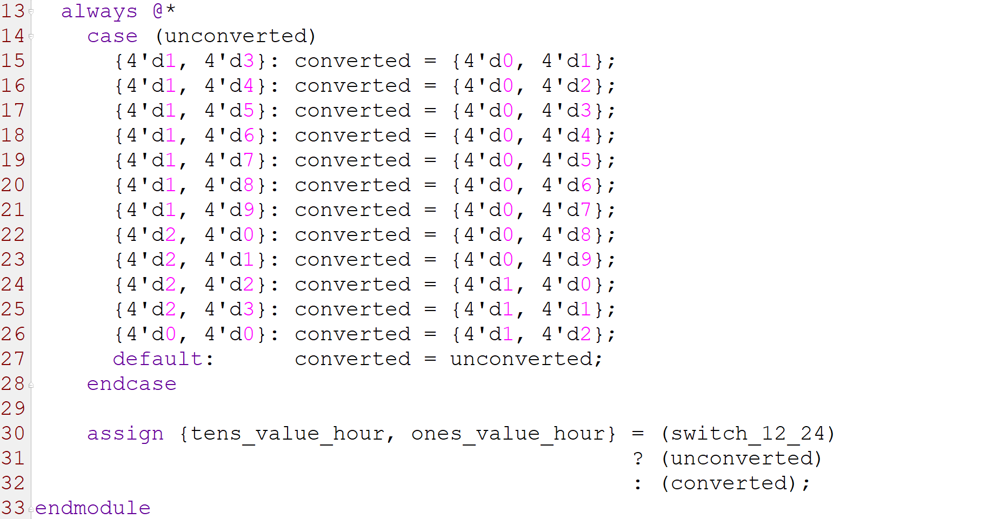 13 always @*
14 case (unconverted)
15 {4'd1, 4'd3}: converted = {4'd0, 4'd1};
16 {4'd1, 4'd4}: converted = {4'd0, 4'd2};
17 {4'd1, 4'd5}: converted = {4'd0, 4'd3};
18 {4'd1, 4'd6}: converted = {4'd0, 4'd4};
19 {4'd1, 4'd7}: converted = {4'd0, 4'd5};
20 {4'd1, 4'd8}: converted = {4'd0, 4'd6};
21 {4'd1, 4'd9}: converted = {4'd0, 4'd7};
22 {4'd2, 4'd0}: converted = {4'd0, 4'd8};
23 {4'd2, 4'd1}: converted = {4'd0, 4'd9};
24 {4'd2, 4'd2}: converted = {4'd1, 4'd0};
25 {4'd2, 4'd3}: converted = {4'd1, 4'd1};
26 {4'd0, 4'd0}: converted = {4'd1, 4'd2};
27 default: converted = unconverted;
28 endcase
29
30 assign {tens_value_hour, ones_value_hour} = (switch_12_24)
31 ? (unconverted)
32 : (converted);
33 endmodule